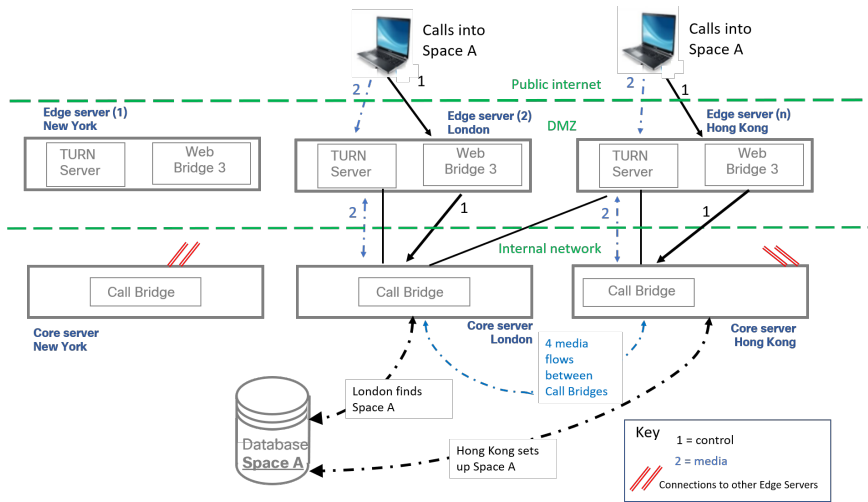 Calls into
Space A
Calls into
Space A
1
2
1
2
Public internet
Edge server (1)
New York
Edge server (2)
London
DMZ
Edge server (n)
Hong Kong
TURN
Server
Web
Bridge 3
TURN
Server
Web
Bridge 3
TURN
Server
Web
Bridge 3
2
1
2
1
Internal network
Call Bridge
Call Bridge
Call Bridge
Core server
New York
Core server
London
Core server
Hong Kong
4 media
flows
between
Call Bridges
London finds
Space A
Database
Space A
Hong Kong sets
up Space A
Key
1 = control
2 = media
Connections to other Edge Servers